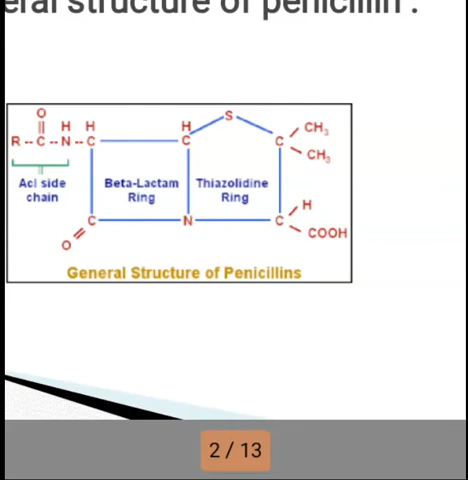 eral structure of penicillin :
O
H H H S CH3
R -- C -- N -- C C C CH3
Acl side chain
Beta-Lactam Ring
Thiazolidine Ring
H
C N C
O COOH
General Structure of Penicillins
2 / 13